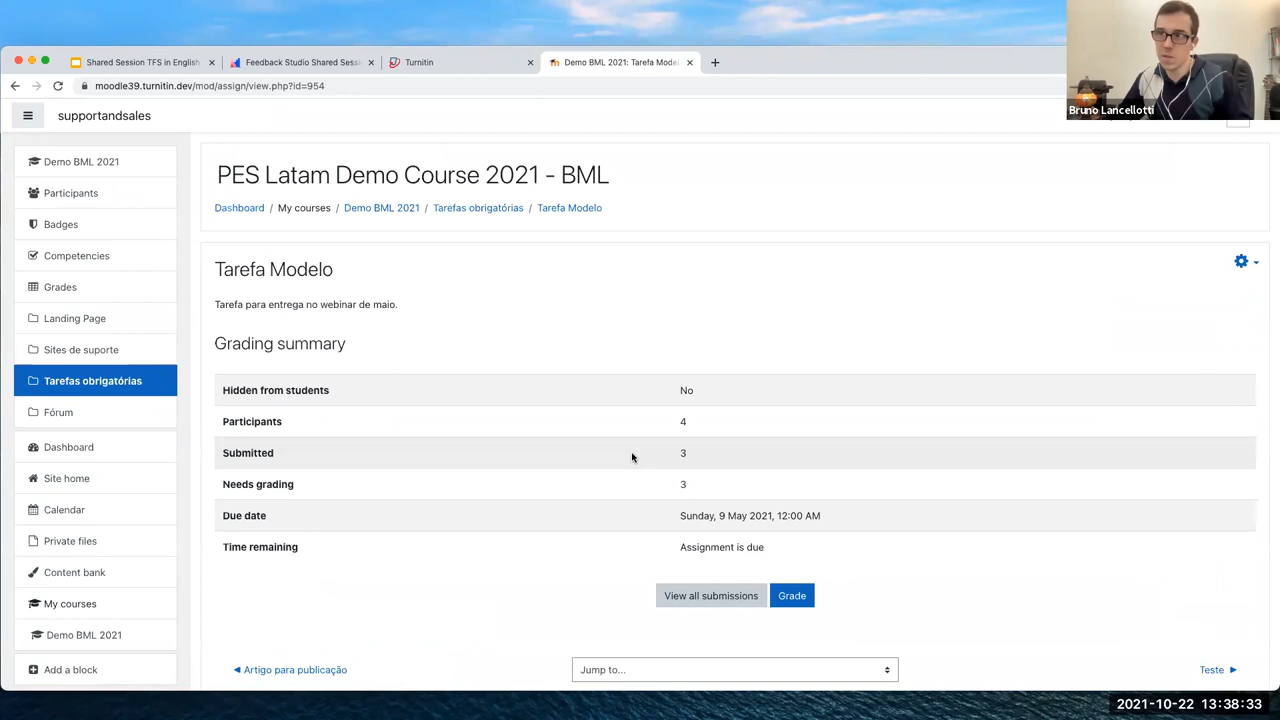 Shared Session TFS in English
Feedback Studio Shared Sessi
Turnitin
Demo BML 2021: Tarefa Model
moodle39.turnitin.dev/mod/assign/view.php?id=954
Bruno Lancellotti
supportandsales
Demo BML 2021
Participants
Badges
Competencies
Grades
Landing Page
Sites de suporte
Tarefas obrigatórias
Fórum
Dashboard
Site home
Calendar
Private files
Content bank
My courses
Demo BML 2021
Add a block
PES Latam Demo Course 2021 - BML
Dashboard / My courses / Demo BML 2021 / Tarefas obrigatórias / Tarefa Modelo
Tarefa Modelo
Tarefa para entrega no webinar de maio.
Grading summary
Hidden from students No
Participants 4
Submitted 3
Needs grading 3
Due date Sunday, 9 May 2021, 12:00 AM
Time remaining Assignment is due
View all submissions Grade
◀ Artigo para publicação Jump to... Teste ▶
2021-10-22 13:38:33